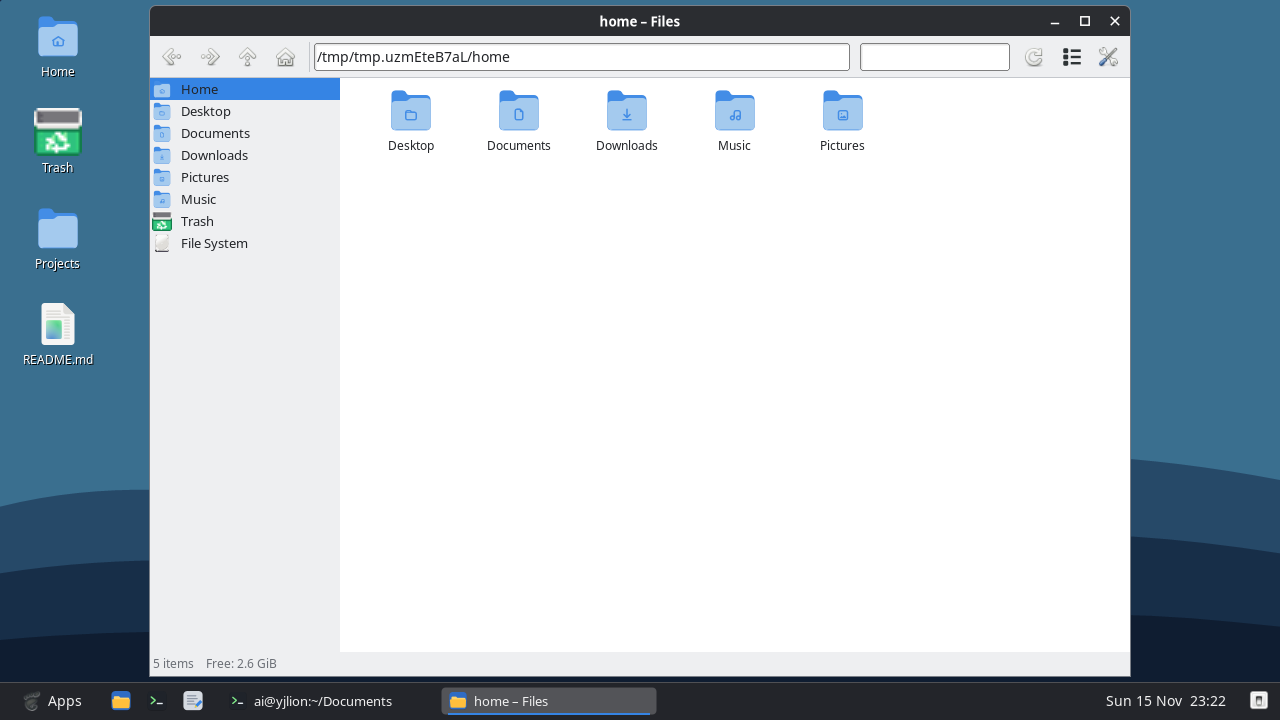 Home
Trash
Projects
README.md
home – Files
/tmp/tmp.uzmEteB7aL/home
Home
Desktop
Documents
Downloads
Pictures
Music
Trash
File System
Desktop
Documents
Downloads
Music
Pictures
5 items
Free: 2.6 GiB
Apps
ai@yjlion:~/Documents
home – Files
Sun 15 Nov 23:22